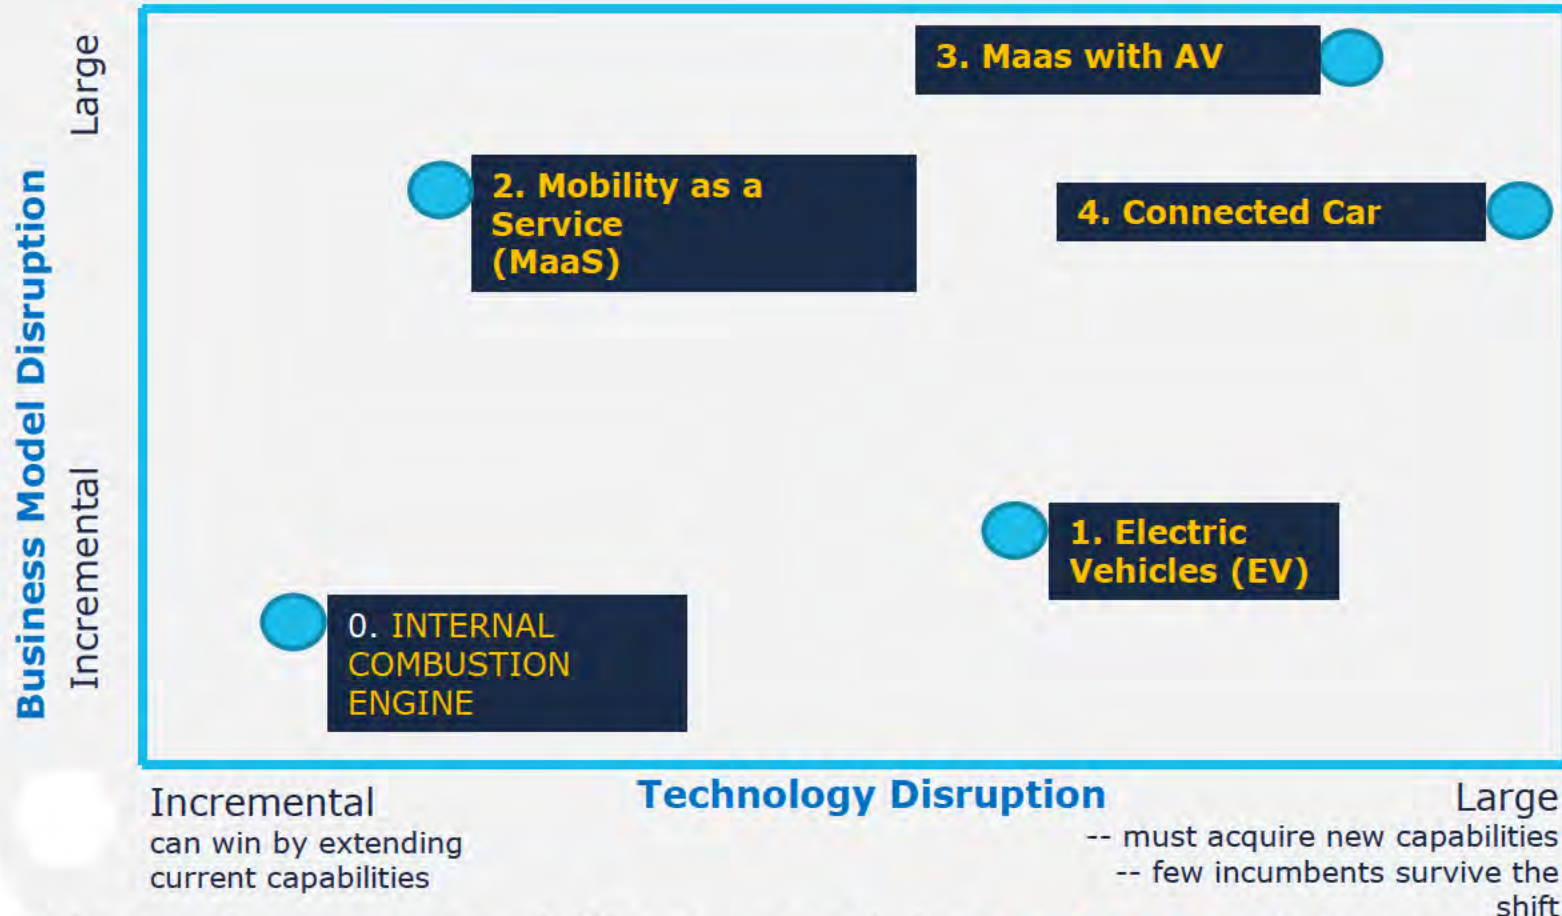 Business Model Disruption
Large
Incremental
3. Maas with AV
2. Mobility as a
Service
(MaaS)
4. Connected Car
1. Electric
Vehicles (EV)
0. INTERNAL
COMBUSTION
ENGINE
Incremental
can win by extending
current capabilities
Technology Disruption
Large
-- must acquire new capabilities
-- few incumbents survive the
shift